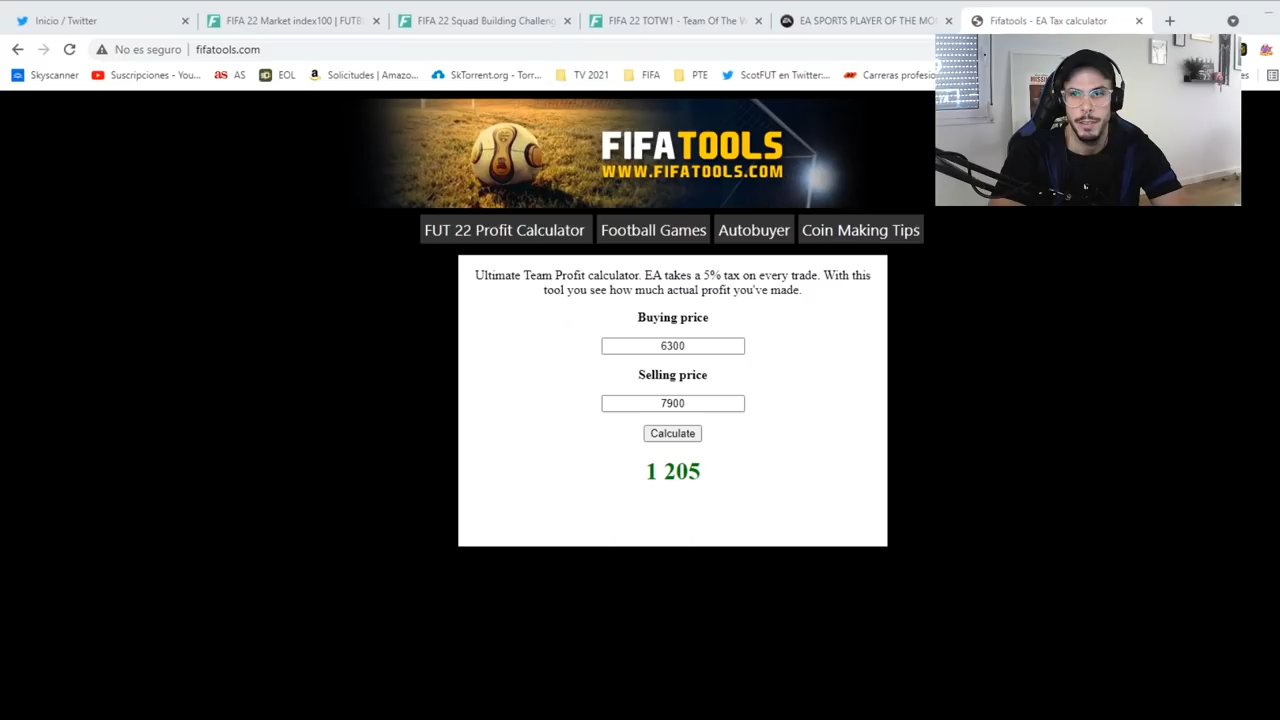 Inicio / Twitter
FIFA 22 Market index100 | FUTB
FIFA 22 Squad Building Challeng
FIFA 22 TOTW1 - Team Of The W
EA SPORTS PLAYER OF THE MO
Fifatools - EA Tax calculator
No es seguro | fifatools.com
Skyscanner
Suscripciones - You...
as AS
EOL
Solicitudes | Amazo...
SkTorrent.org - Torr...
TV 2021
FIFA
PTE
ScotFUT en Twitter:...
Carreras profesio
FIFATOOLS
WWW.FIFATOOLS.COM
FUT 22 Profit Calculator
Football Games
Autobuyer
Coin Making Tips
Ultimate Team Profit calculator. EA takes a 5% tax on every trade. With this
tool you see how much actual profit you've made.
Buying price
6300
Selling price
7900
Calculate
1 205